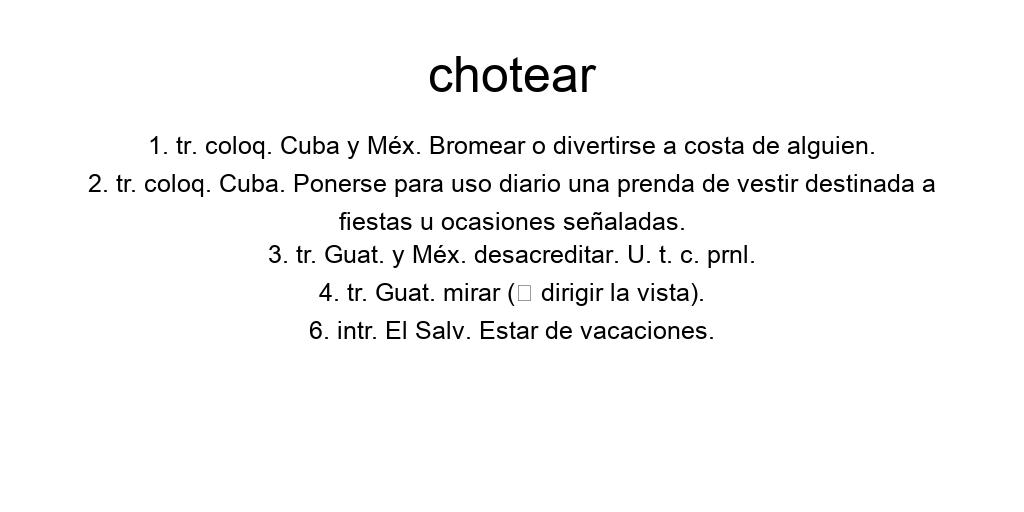 chotear
1. tr. coloq. Cuba y Méx. Bromear o divertirse a costa de alguien.
2. tr. coloq. Cuba. Ponerse para uso diario una prenda de vestir destinada a
fiestas u ocasiones señaladas.
3. tr. Guat. y Méx. desacreditar. U. t. c. prnl.
4. tr. Guat. mirar (□ dirigir la vista).
6. intr. El Salv. Estar de vacaciones.